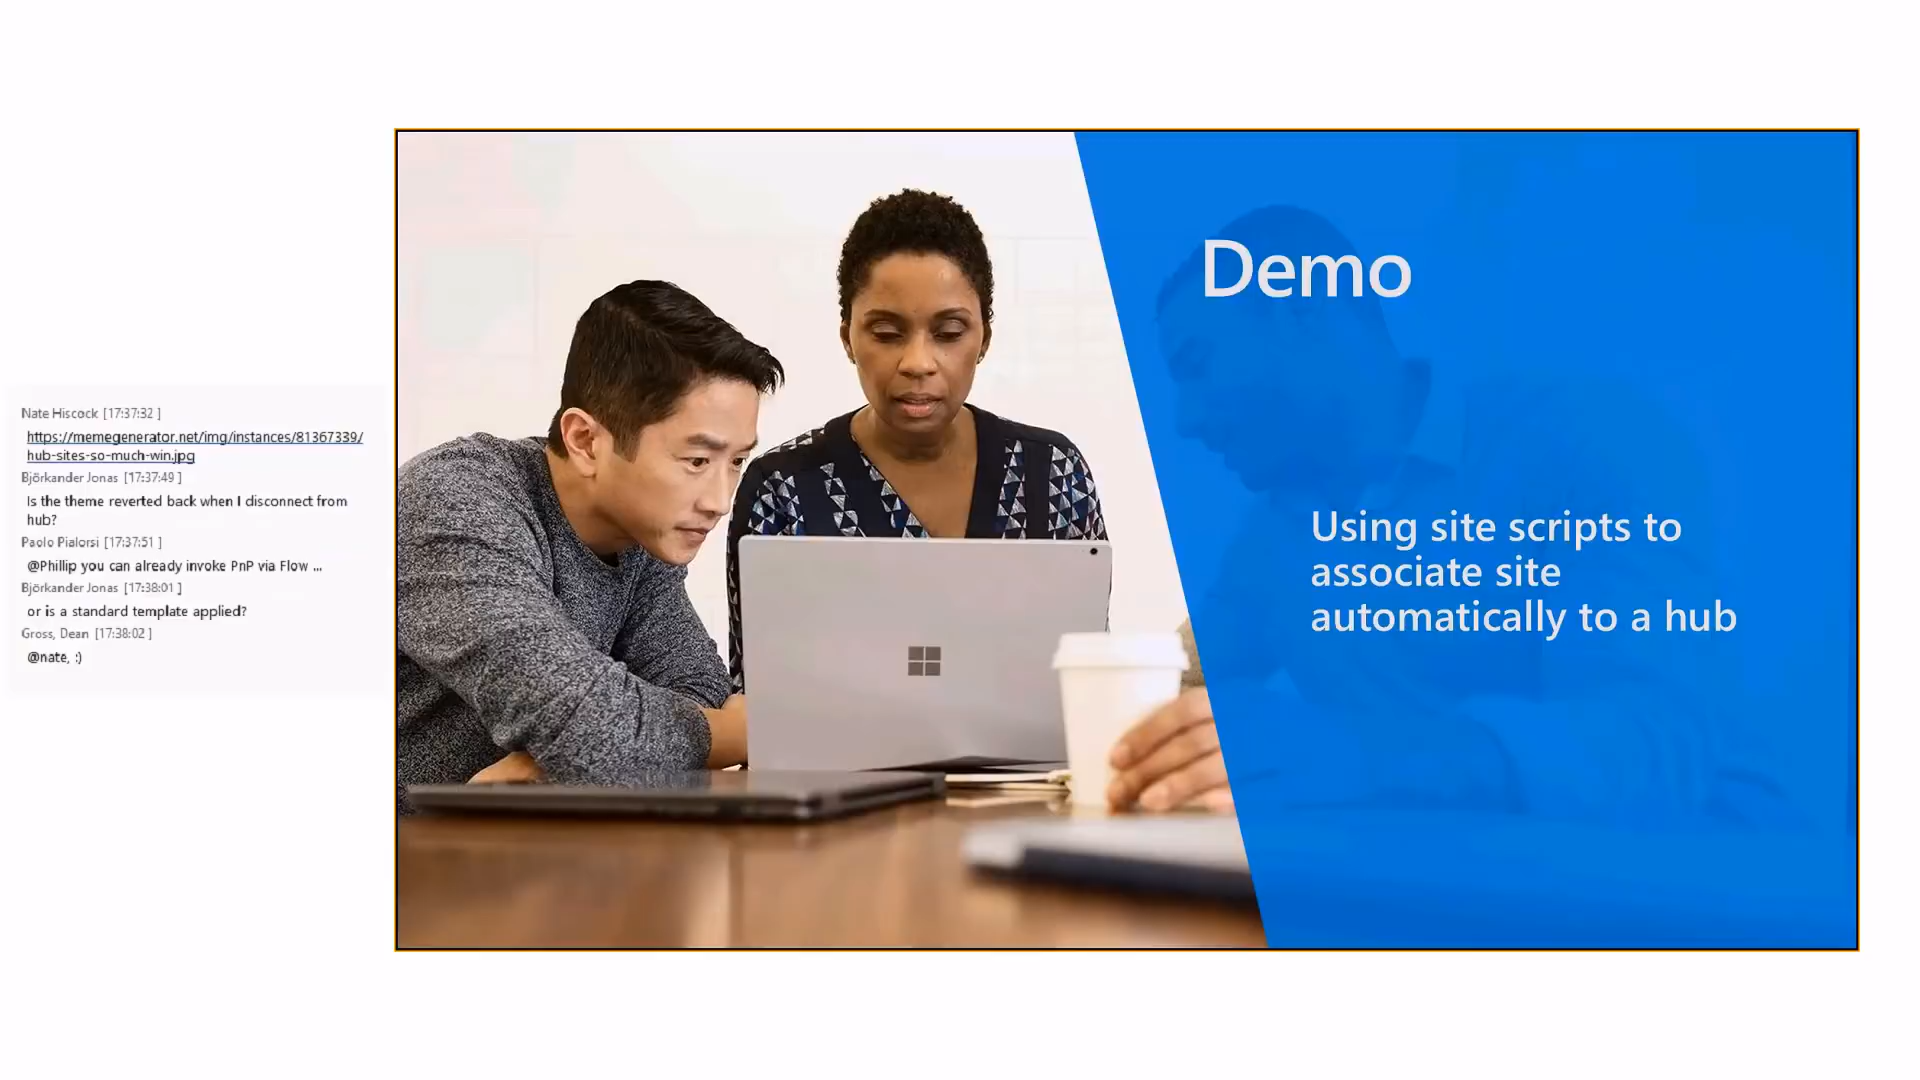 Nate Hiscock [17:37:32 ]
https://memegenerator.net/img/instances/81367339/
hub-sites-so-much-win.jpg
Björkander Jonas [17:37:49 ]
Is the theme reverted back when I disconnect from
hub?
Paolo Pialorsi [17:37:51 ]
@Phillip you can already invoke PnP via Flow ...
Björkander Jonas [17:38:01 ]
or is a standard template applied?
Gross, Dean [17:38:02 ]
@nate, :)
Demo
Using site scripts to
associate site
automatically to a hub